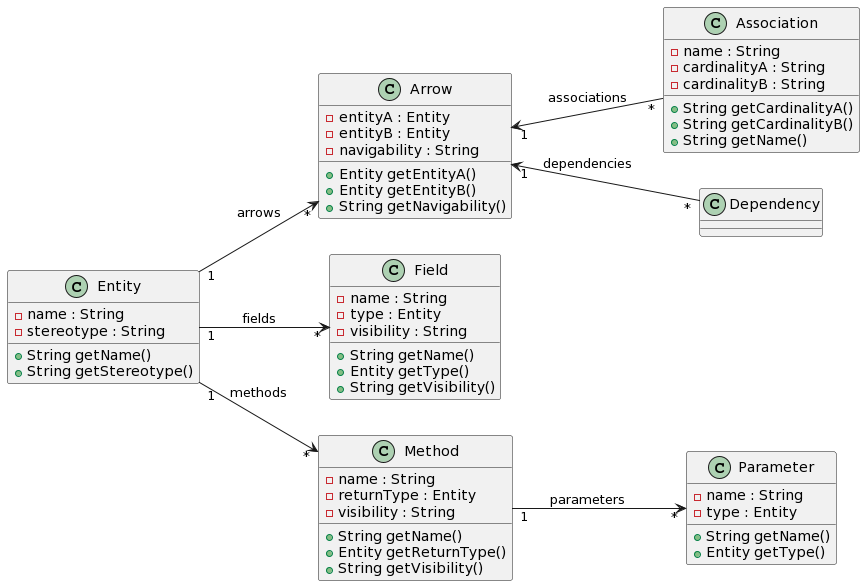 C Association
name : String
cardinalityA : String
cardinalityB : String
String getCardinalityA()
String getCardinalityB()
String getName()
C Arrow
entityA : Entity
entityB : Entity
navigability : String
Entity getEntityA()
Entity getEntityB()
String getNavigability()
associations
1
*
dependencies
1
*
C Dependency
arrows
1
*
C Entity
name : String
stereotype : String
String getName()
String getStereotype()
C Field
name : String
type : Entity
visibility : String
String getName()
Entity getType()
String getVisibility()
fields
1
*
methods
1
*
C Method
name : String
returnType : Entity
visibility : String
String getName()
Entity getReturnType()
String getVisibility()
parameters
1
*
C Parameter
name : String
type : Entity
String getName()
Entity getType()